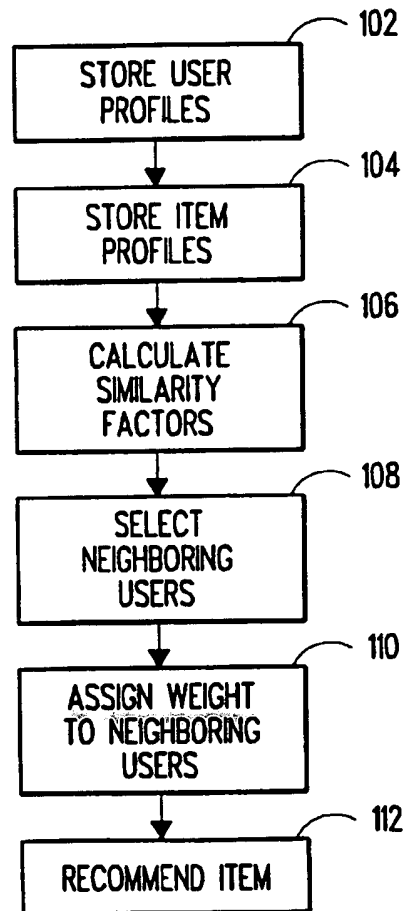 102
STORE USER
PROFILES
104
STORE ITEM
PROFILES
106
CALCULATE
SIMILARITY
FACTORS
108
SELECT
NEIGHBORING
USERS
110
ASSIGN WEIGHT
TO NEIGHBORING
USERS
112
RECOMMEND ITEM